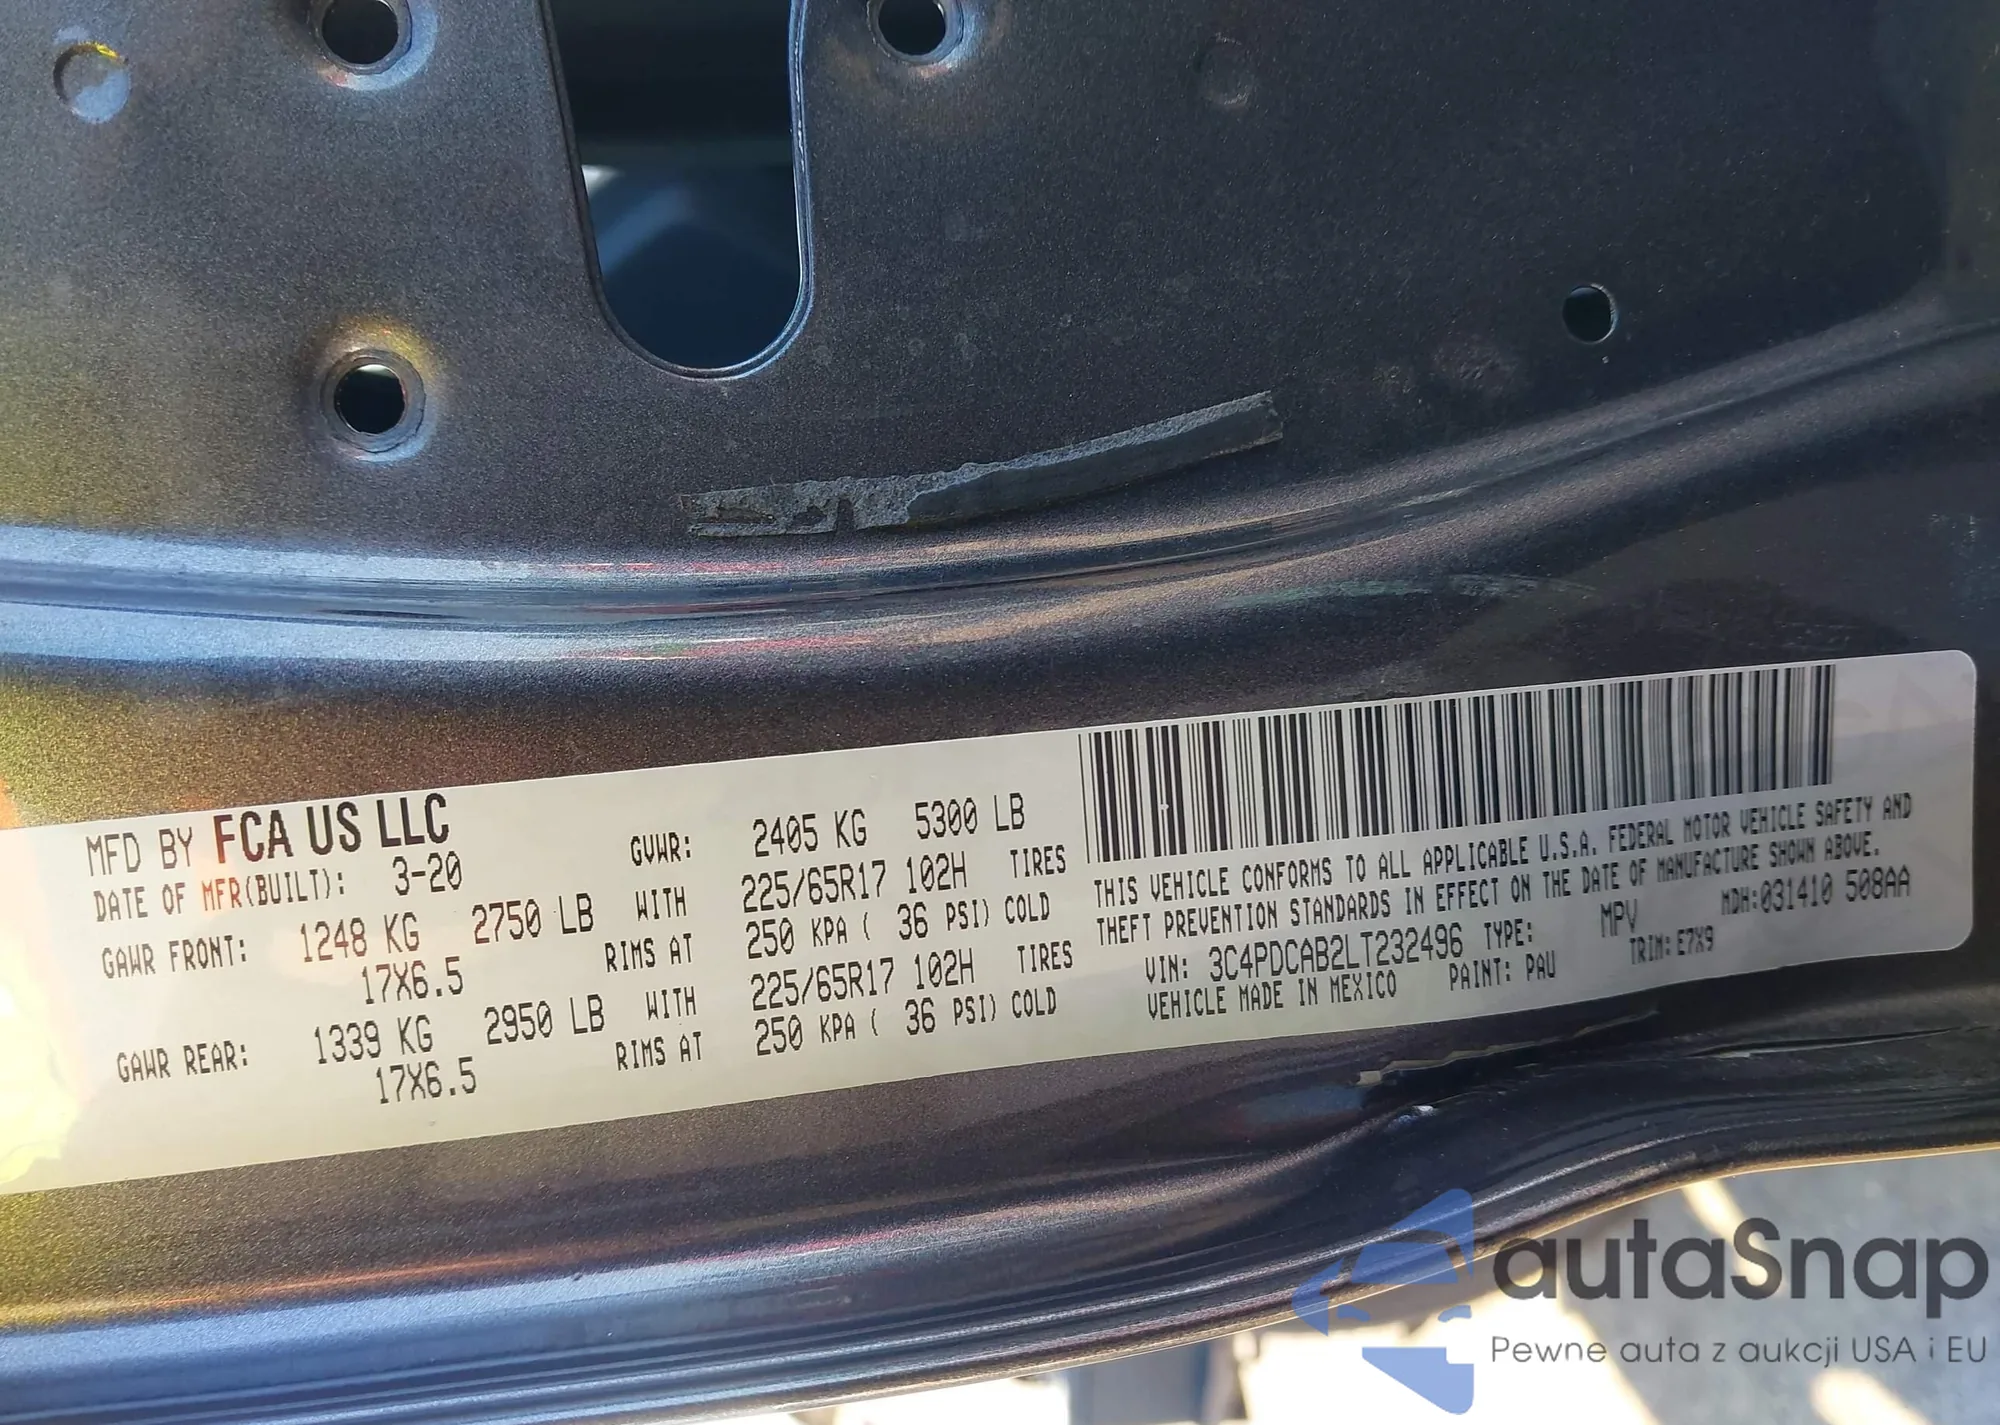 MFD BY FCA US LLC
DATE OF MFR(BUILT): 3-20
GVWR: 2405 KG 5300 LB
GAWR FRONT: 1248 KG 2750 LB WITH 225/65R17 102H TIRES
17X6.5 RIMS AT 250 KPA ( 36 PSI) COLD
GAWR REAR: 1339 KG 2950 LB WITH 225/65R17 102H TIRES
17X6.5 RIMS AT 250 KPA ( 36 PSI) COLD
THIS VEHICLE CONFORMS TO ALL APPLICABLE U.S.A. FEDERAL MOTOR VEHICLE SAFETY AND
THEFT PREVENTION STANDARDS IN EFFECT ON THE DATE OF MANUFACTURE SHOWN ABOVE.
VIN: 3C4PDCAB2LT232496 TYPE: MPV MDH:031410 508AA
VEHICLE MADE IN MEXICO PAINT: PAU TRIM: E7X9
autaSnap
Pewne auta z aukcji USA i EU